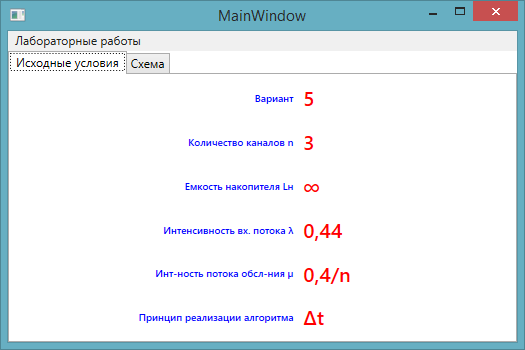 MainWindow
Лабораторные работы
Исходные условия Схема
Вариант 5
Количество каналов n 3
Емкость накопителя Lн ∞
Интенсивность вх. потока λ 0,44
Инт-ность потока обсл-ния μ 0,4/n
Принцип реализации алгоритма Δt